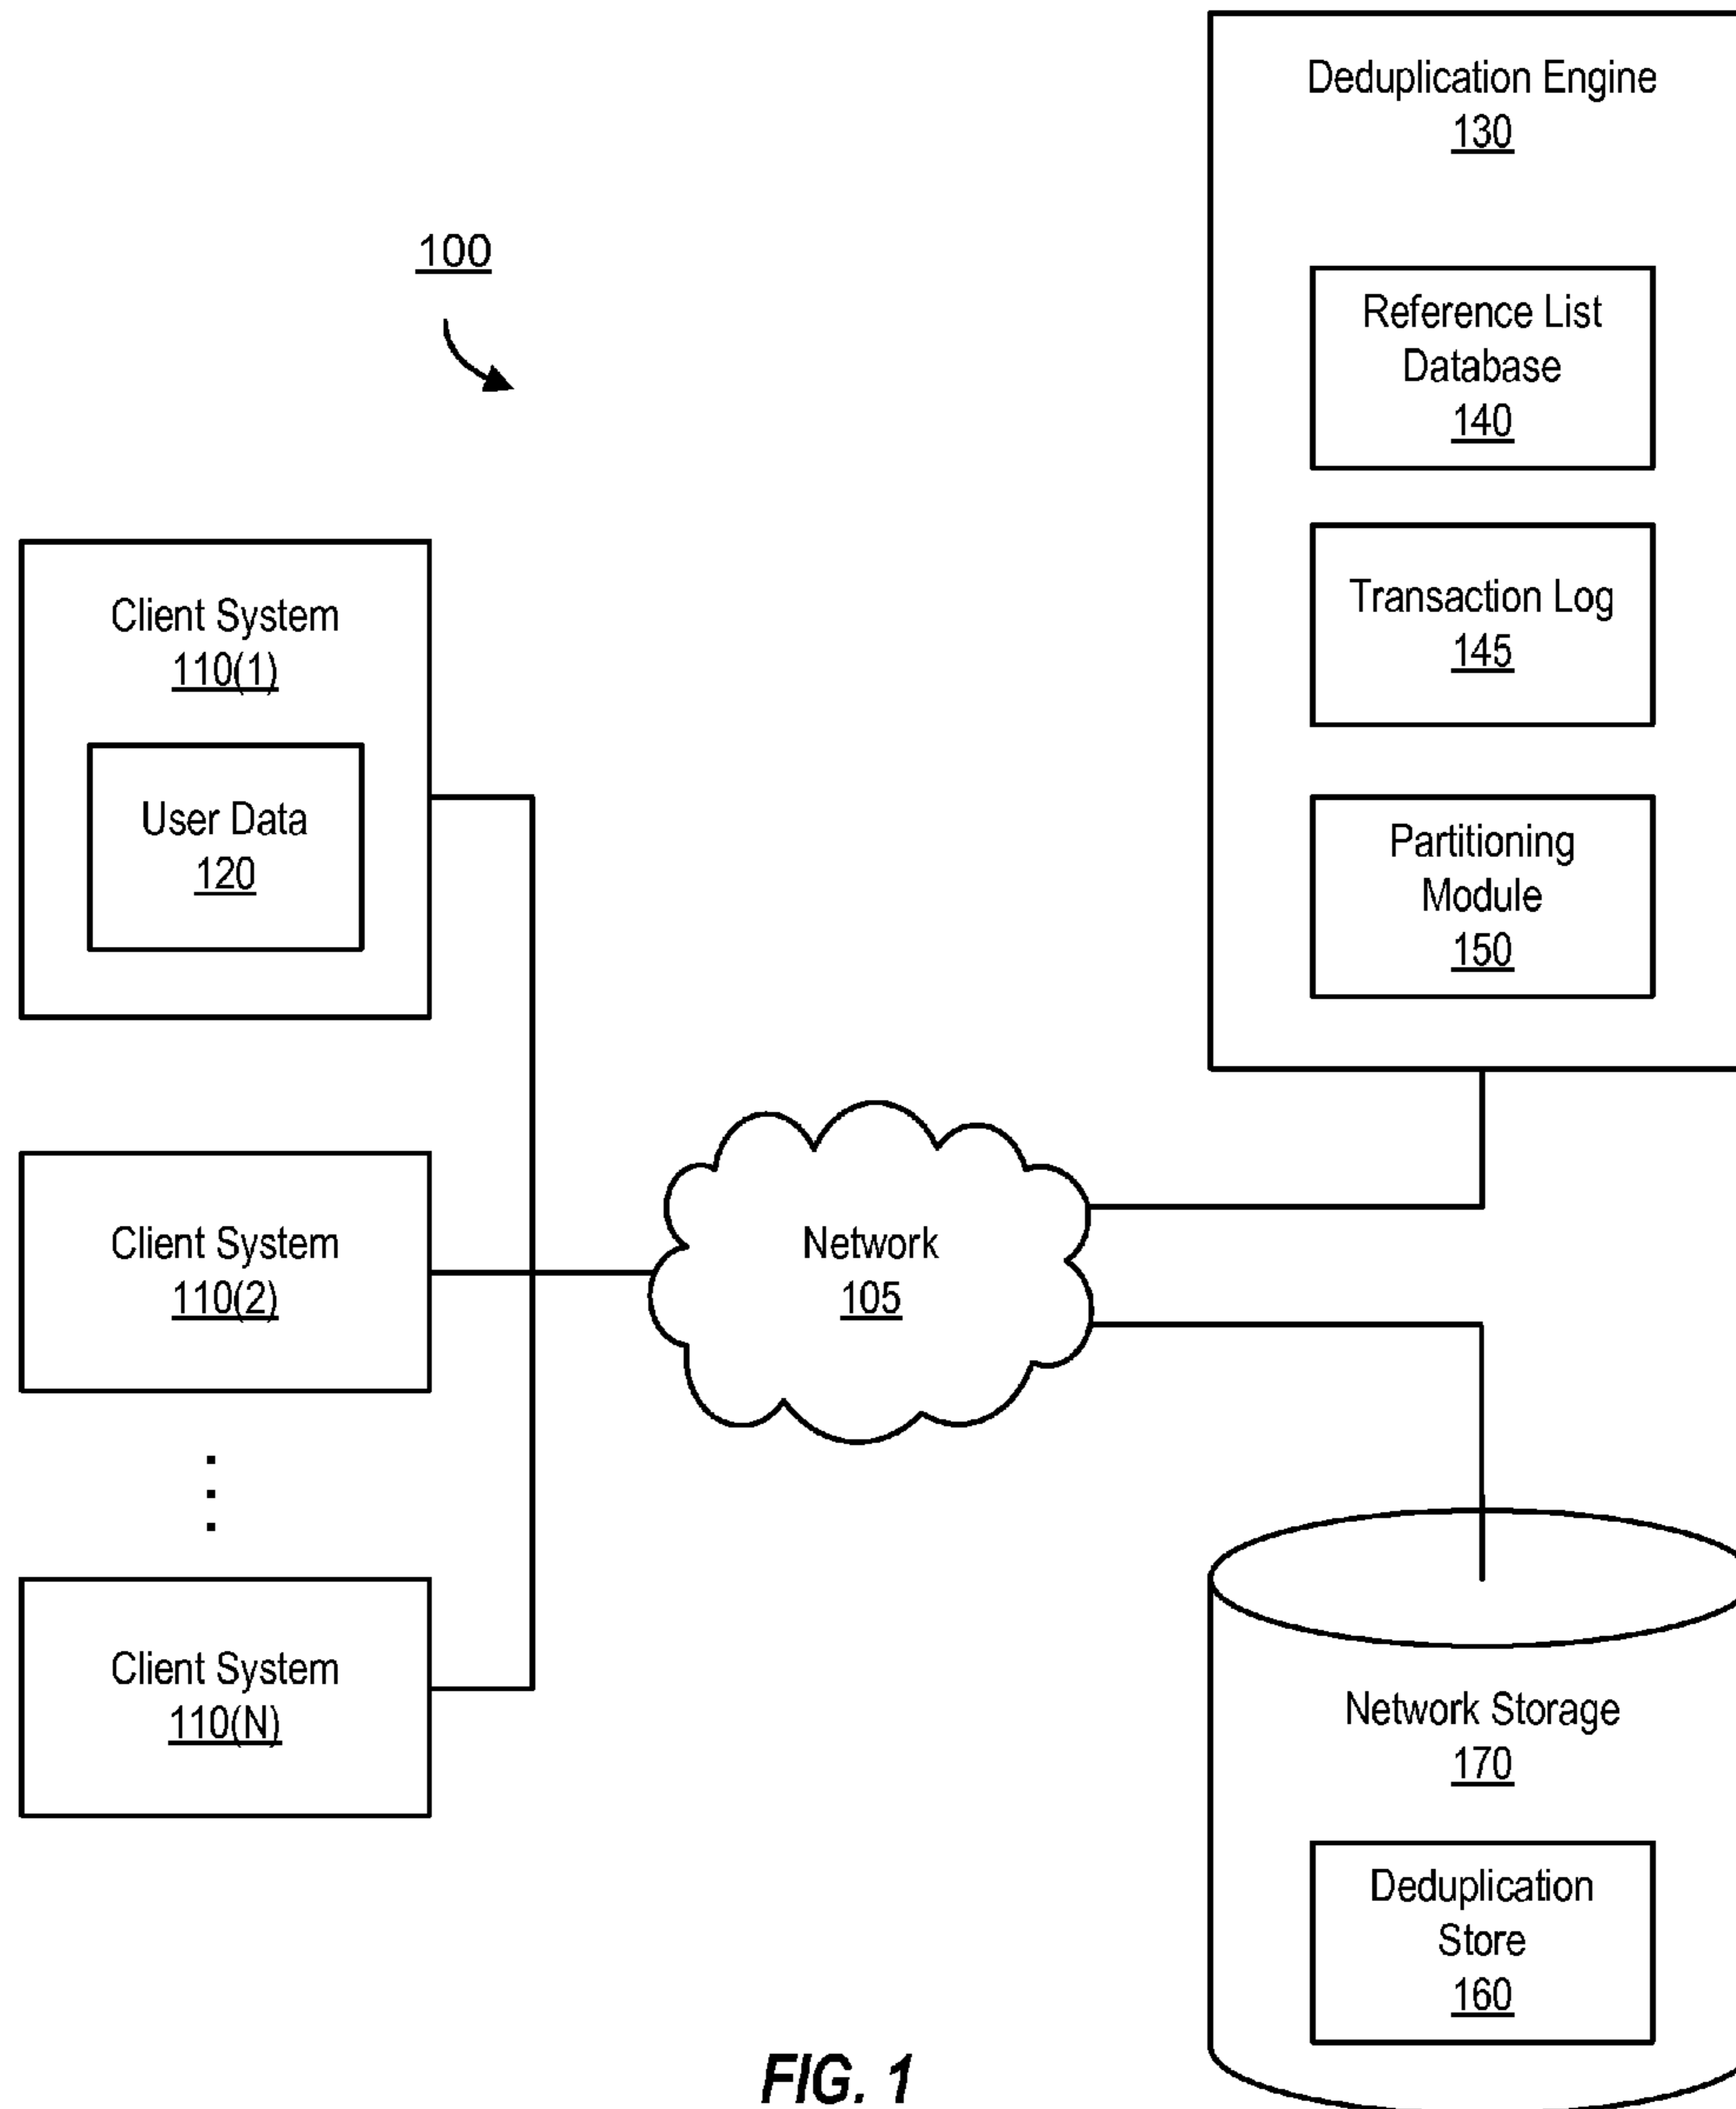 100
Client System
110(1)
User Data
120
Client System
110(2)
Client System
110(N)
Network
105
Deduplication Engine
130
Reference List
Database
140
Transaction Log
145
Partitioning
Module
150
Network Storage
170
Deduplication
Store
160
FIG. 1